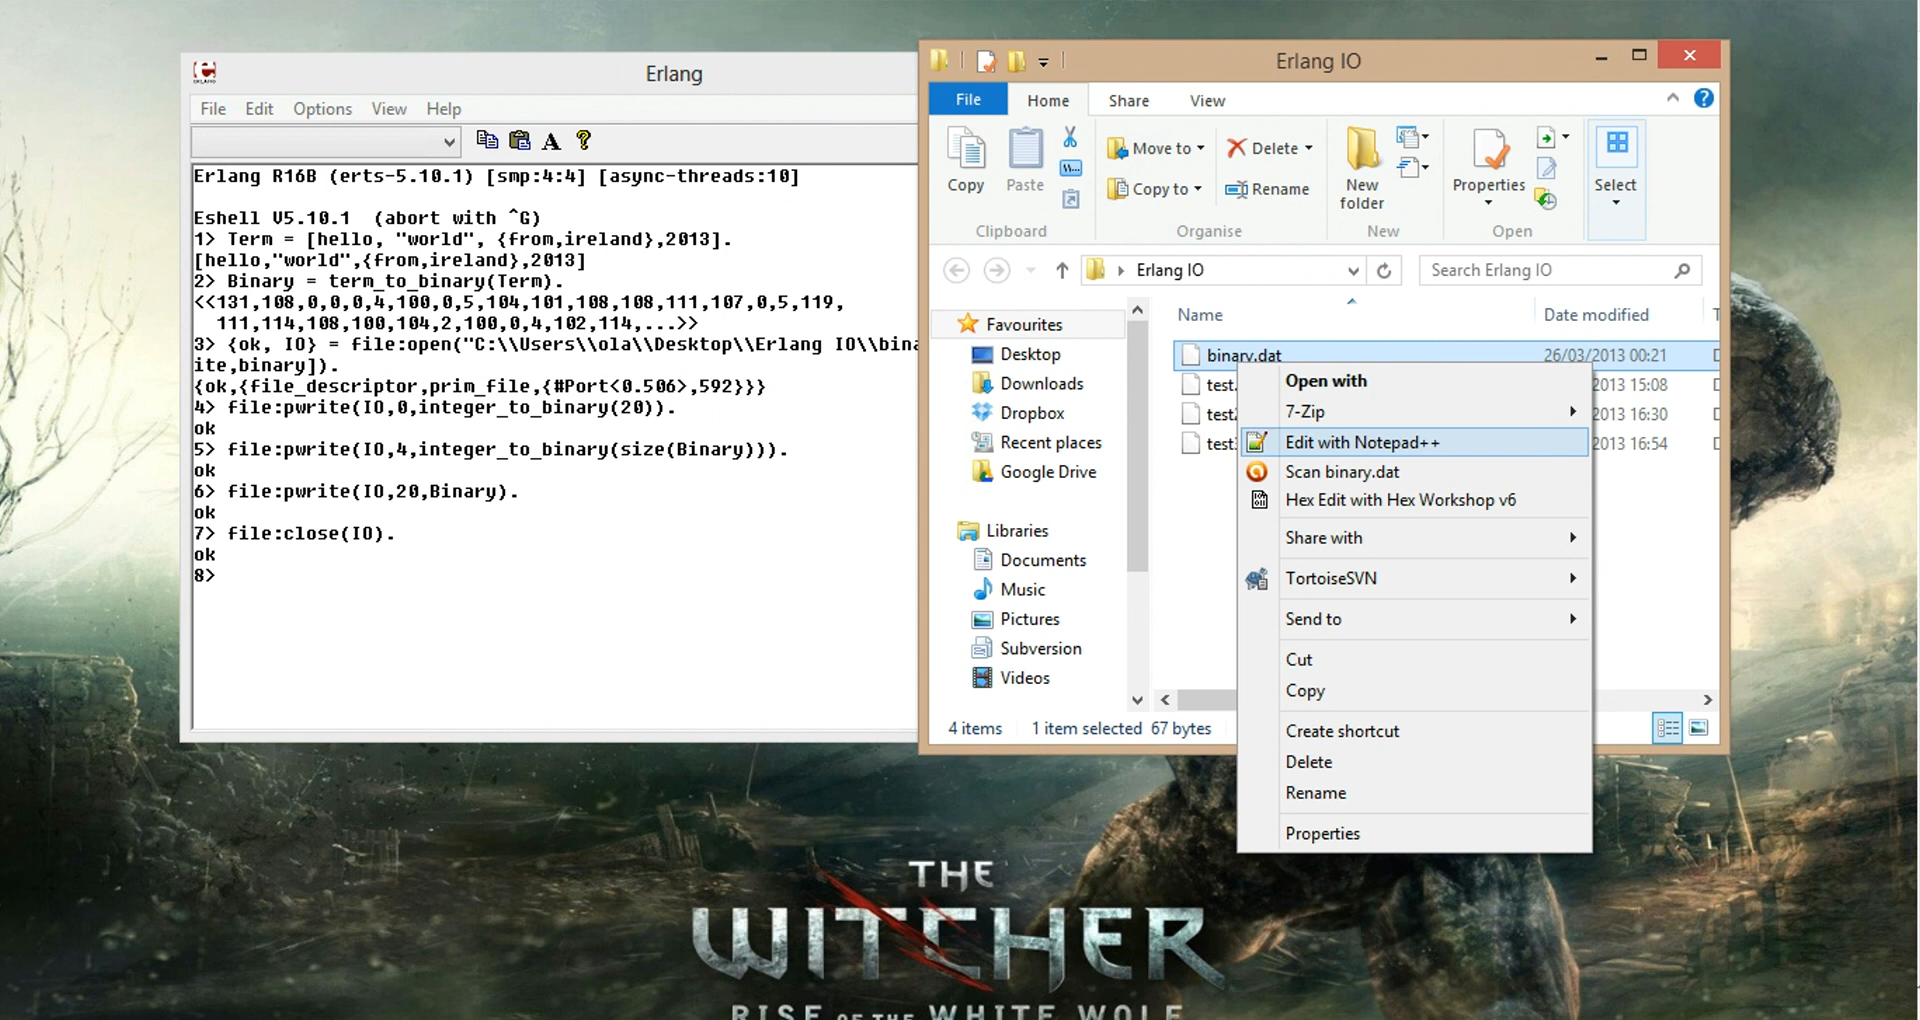 Erlang
File Edit Options View Help
Erlang R16B (erts-5.10.1) [smp:4:4] [async-threads:10]
Eshell V5.10.1 (abort with ^G)
1> Term = [hello, "world", {from,ireland},2013].
[hello,"world",{from,ireland},2013]
2> Binary = term_to_binary(Term).
<<131,108,0,0,0,4,100,0,5,104,101,108,108,111,107,0,5,119,
111,114,108,100,104,2,100,0,4,102,114,...>>
3> {ok, IO} = file:open("C:\\Users\\ola\\Desktop\\Erlang IO\\bina
ite,binary]).
{ok,{file_descriptor,prim_file,{#Port<0.506>,592}}}
4> file:pwrite(IO,0,integer_to_binary(20)).
ok
5> file:pwrite(IO,4,integer_to_binary(size(Binary))).
ok
6> file:pwrite(IO,20,Binary).
ok
7> file:close(IO).
ok
8>
Erlang IO
File Home Share View
Copy Paste Move to Copy to Delete Rename New folder Properties Select
Clipboard Organise New Open
Erlang IO
Search Erlang IO
Name Date modified
Favourites
Desktop
Downloads
Dropbox
Recent places
Google Drive
Libraries
Documents
Music
Pictures
Subversion
Videos
binary.dat 26/03/2013 00:21
test. 2013 15:08
test 2013 16:30
test 2013 16:54
Open with
7-Zip
Edit with Notepad++
Scan binary.dat
Hex Edit with Hex Workshop v6
Share with
TortoiseSVN
Send to
Cut
Copy
Create shortcut
Delete
Rename
Properties
4 items 1 item selected 67 bytes
THE
WITCHER
RISE OF THE WHITE WOLF